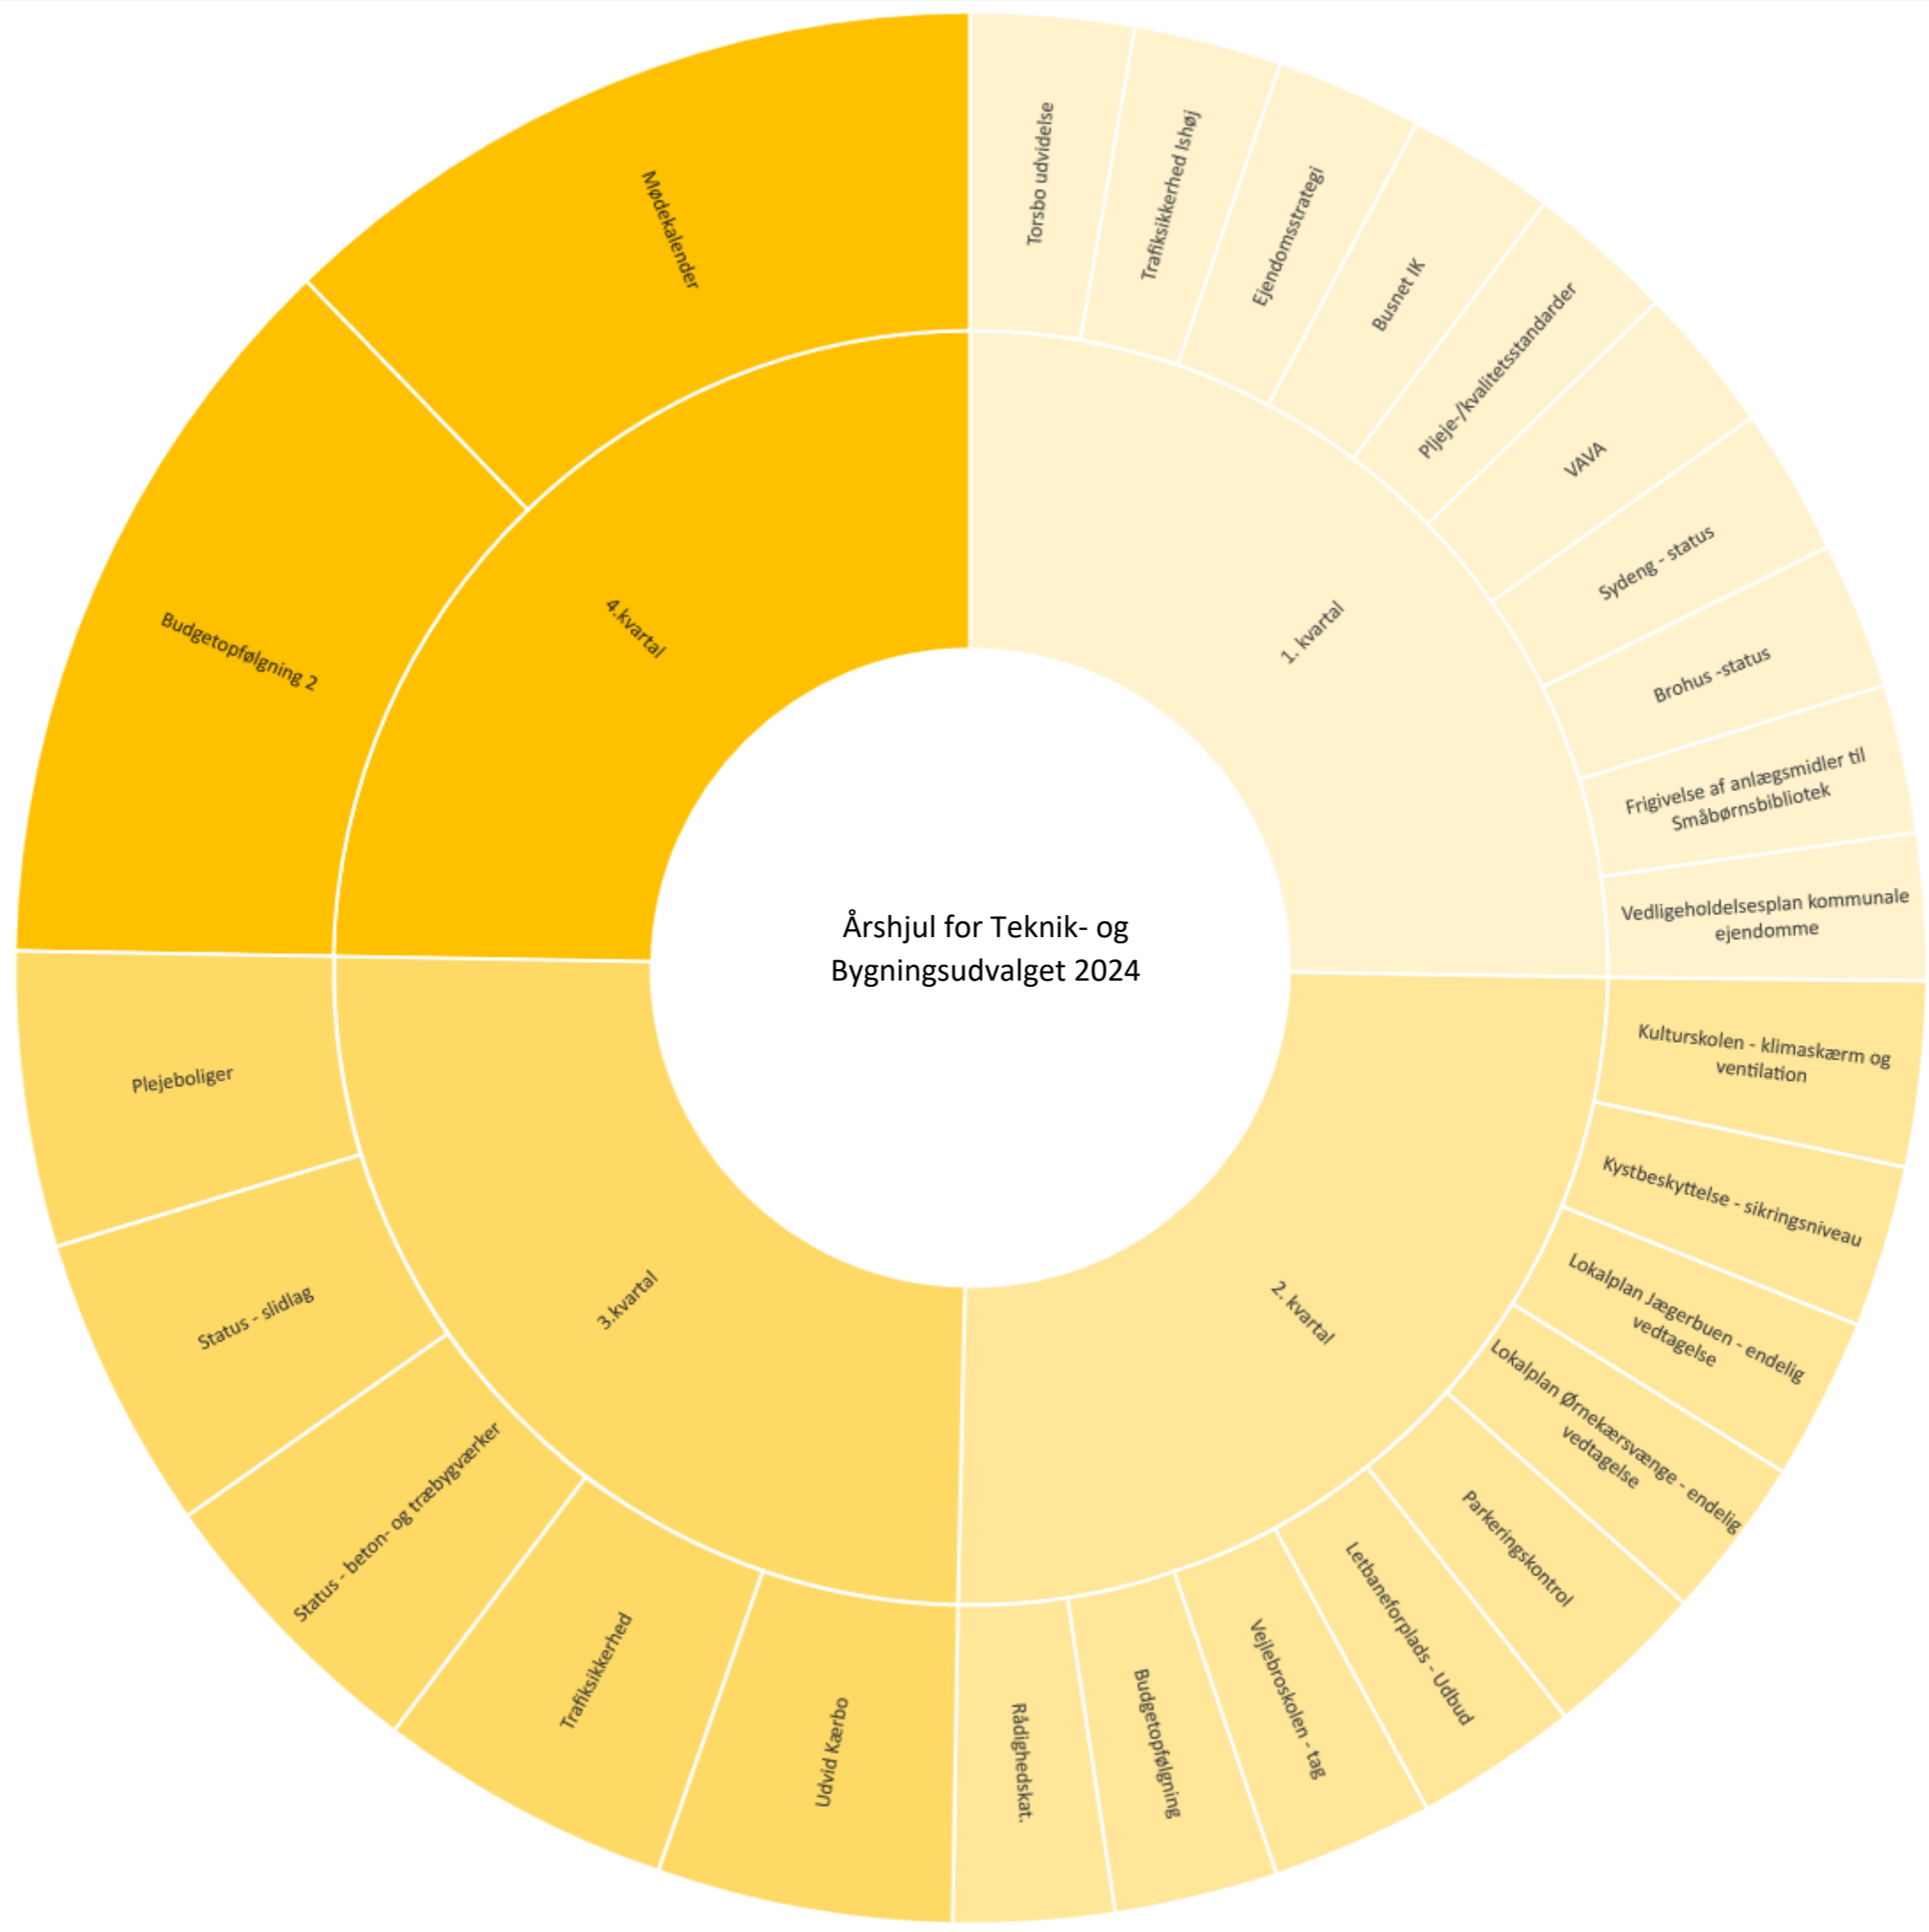 Årshjul for Teknik- og
Bygningsudvalget 2024
1. kvartal
Torsbo udvidelse
Trafiksikkerhed Ishøj
Ejendomsstrategi
Busnet IK
Pljeje-/kvalitetsstandarder
VAVA
Sydeng - status
Brohus -status
Frigivelse af anlægsmidler til
Småbørnsbibliotek
Vedligeholdelsesplan kommunale
ejendomme
2. kvartal
Kulturskolen - klimaskærm og
ventilation
Kystbeskyttelse - sikringsniveau
Lokalplan Jægerbuen - endelig
vedtagelse
Lokalplan Ørnekærsvænge - endelig
vedtagelse
Parkeringskontrol
Letbaneforplads - Udbud
Vejlebroskolen - tag
Budgetopfølgning
Rådighedskat.
3.kvartal
Udvid Kærbo
Trafiksikkerhed
Status - beton- og træbygværker
Status - slidlag
Plejeboliger
4.kvartal
Budgetopfølgning 2
Mødekalender